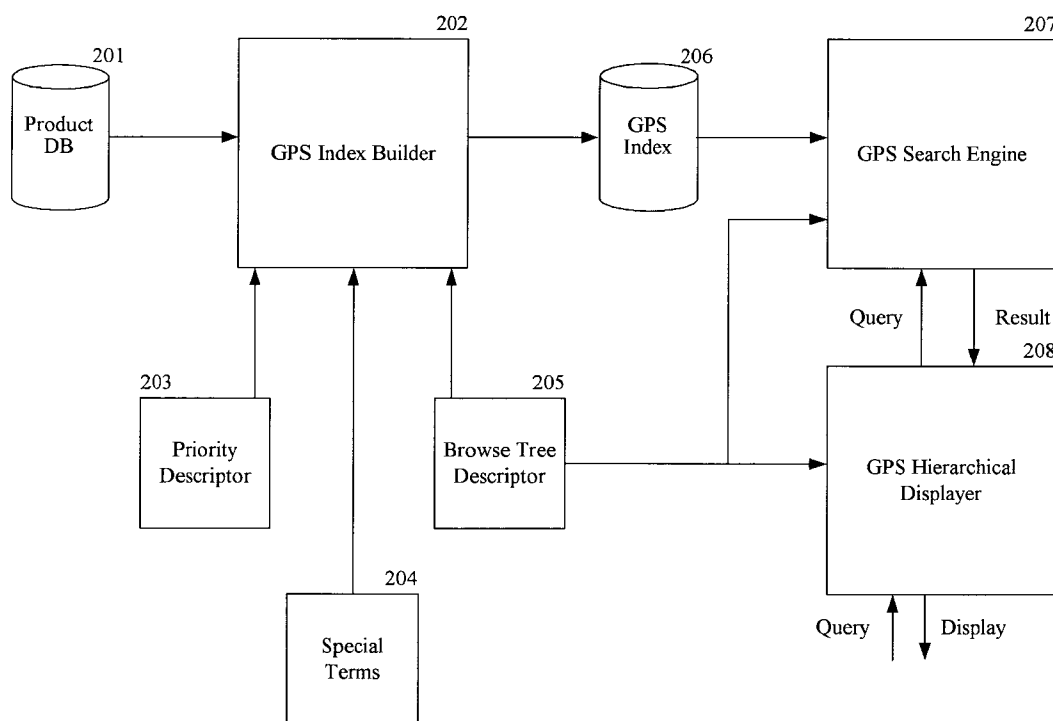 201
Product
DB
202
GPS Index Builder
206
GPS
Index
207
GPS Search Engine
Query
Result
203
Priority
Descriptor
205
Browse Tree
Descriptor
208
GPS Hierarchical
Displayer
204
Special
Terms
Query
Display